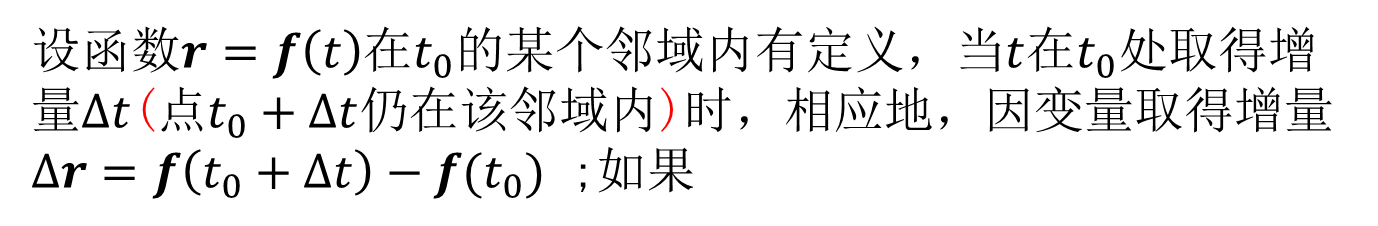 设函数r = f(t)在t₀的某个邻域内有定义，当t在t₀处取得增
量Δt(点t₀ + Δt仍在该邻域内)时，相应地，因变量取得增量
Δr = f(t₀ + Δt) − f(t₀) ;如果